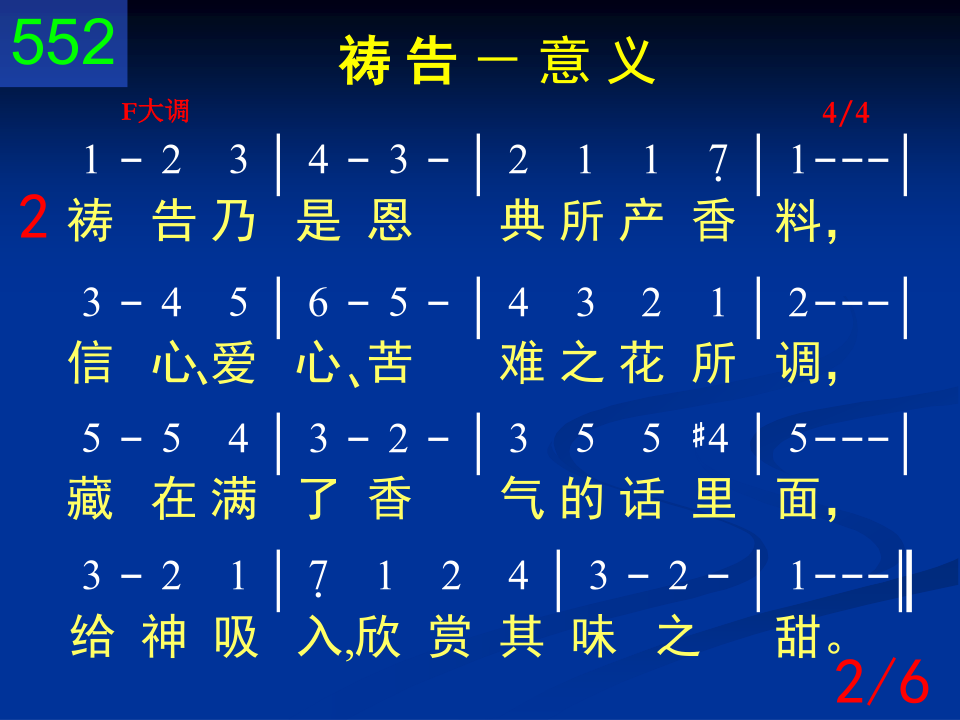 552
祷 告 － 意 义
F大调 4/4
1 - 2 3 | 4 - 3 - | 2 1 1 7̣ | 1 - - - |
2 祷 告 乃 是 恩 典 所 产 香 料，
3 - 4 5 | 6 - 5 - | 4 3 2 1 | 2 - - - |
信 心、爱 心、苦 难 之 花 所 调，
5 - 5 4 | 3 - 2 - | 3 5 5 #4 | 5 - - - |
藏 在 满 了 香 气 的 话 里 面，
3 - 2 1 | 7̣ 1 2 4 | 3 - 2 - | 1 - - - ‖
给 神 吸 入,欣 赏 其 味 之 甜。
2/6